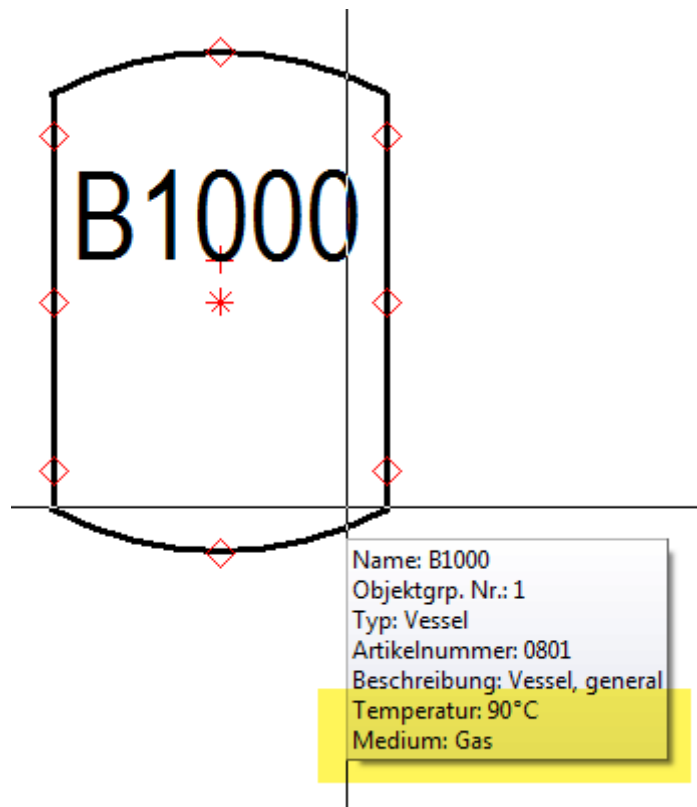 B1000
Name: B1000
Objektgrp. Nr.: 1
Typ: Vessel
Artikelnummer: 0801
Beschreibung: Vessel, general
Temperatur: 90°C
Medium: Gas